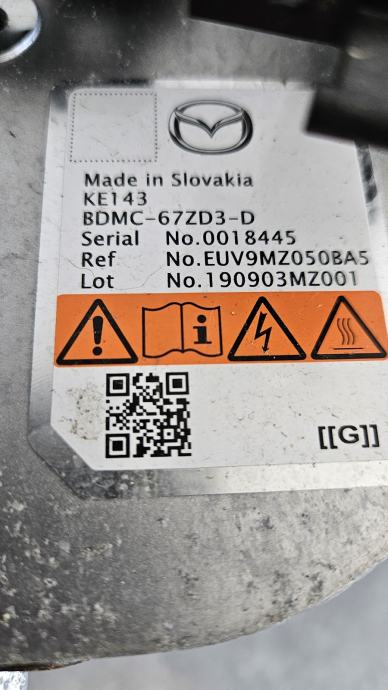 Made in Slovakia
KE143
BDMC-67ZD3-D
Serial No.0018445
Ref No.EUV9MZ050BA5
Lot No.190903MZ001
[[G]]